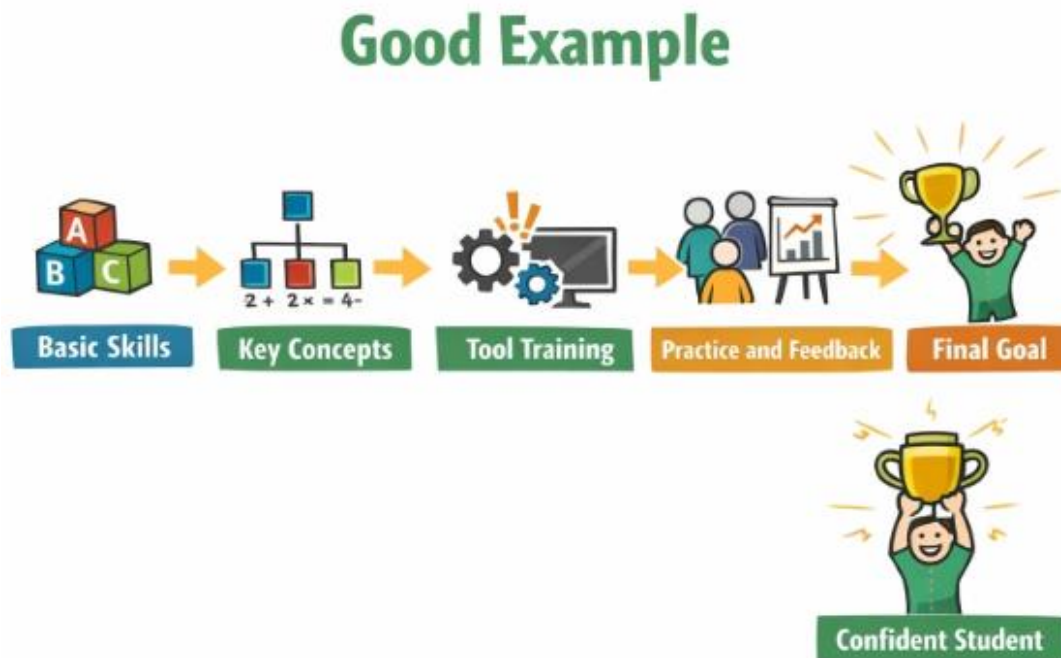 Good Example
A
B C
2 + 2 × = 4-
Basic Skills
Key Concepts
Tool Training
Practice and Feedback
Final Goal
Confident Student